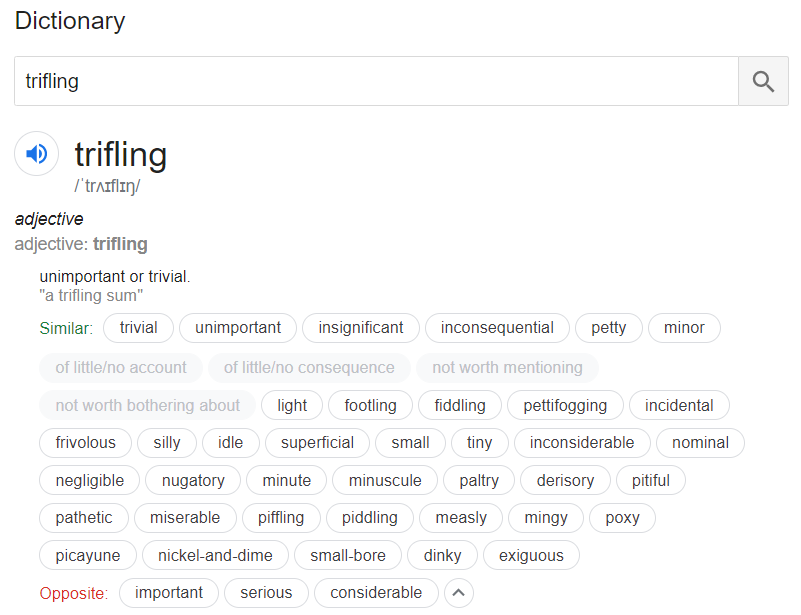 Dictionary
trifling
trifling
/ˈtrʌɪflɪŋ/
adjective
adjective: trifling
unimportant or trivial.
"a trifling sum"
Similar: trivial unimportant insignificant inconsequential petty minor
of little/no account of little/no consequence not worth mentioning
not worth bothering about light footling fiddling pettifogging incidental
frivolous silly idle superficial small tiny inconsiderable nominal
negligible nugatory minute minuscule paltry derisory pitiful
pathetic miserable piffling piddling measly mingy poxy
picayune nickel-and-dime small-bore dinky exiguous
Opposite: important serious considerable